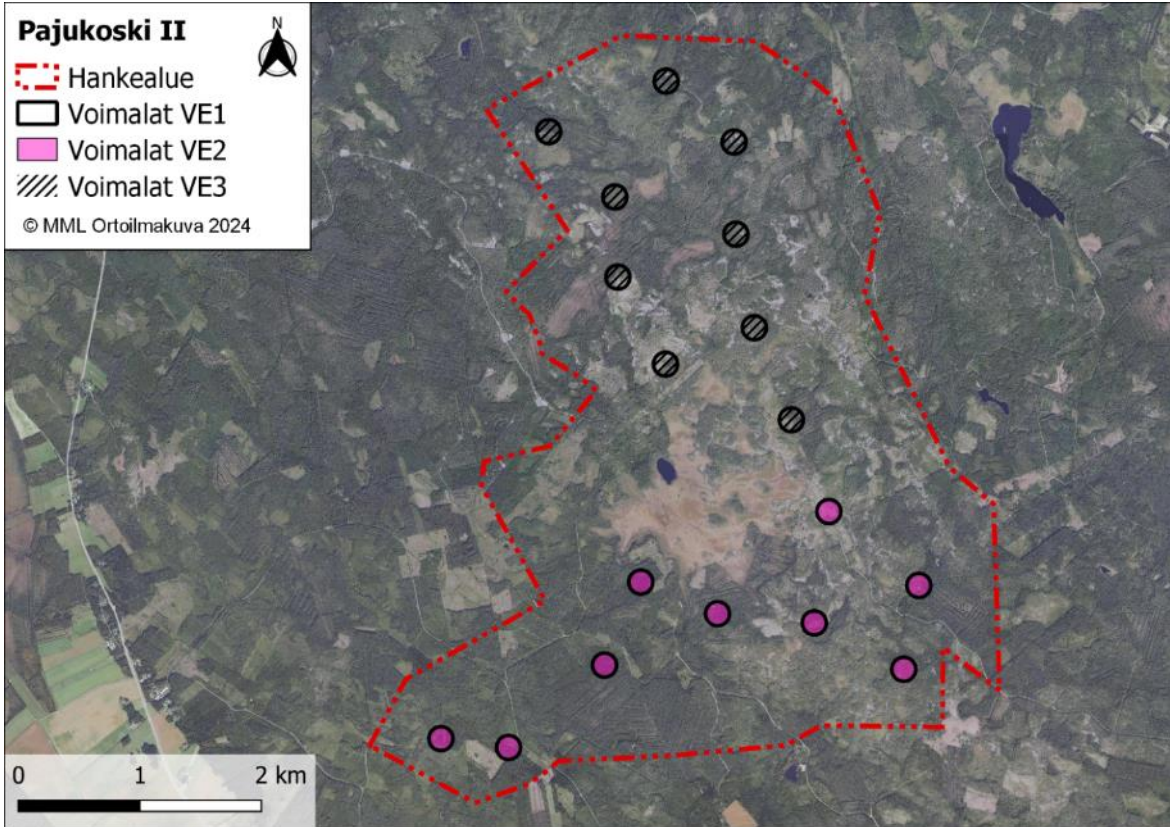 Pajukoski II
N
Hankealue
Voimalat VE1
Voimalat VE2
Voimalat VE3
© MML Ortoilmakuva 2024
0 1 2 km